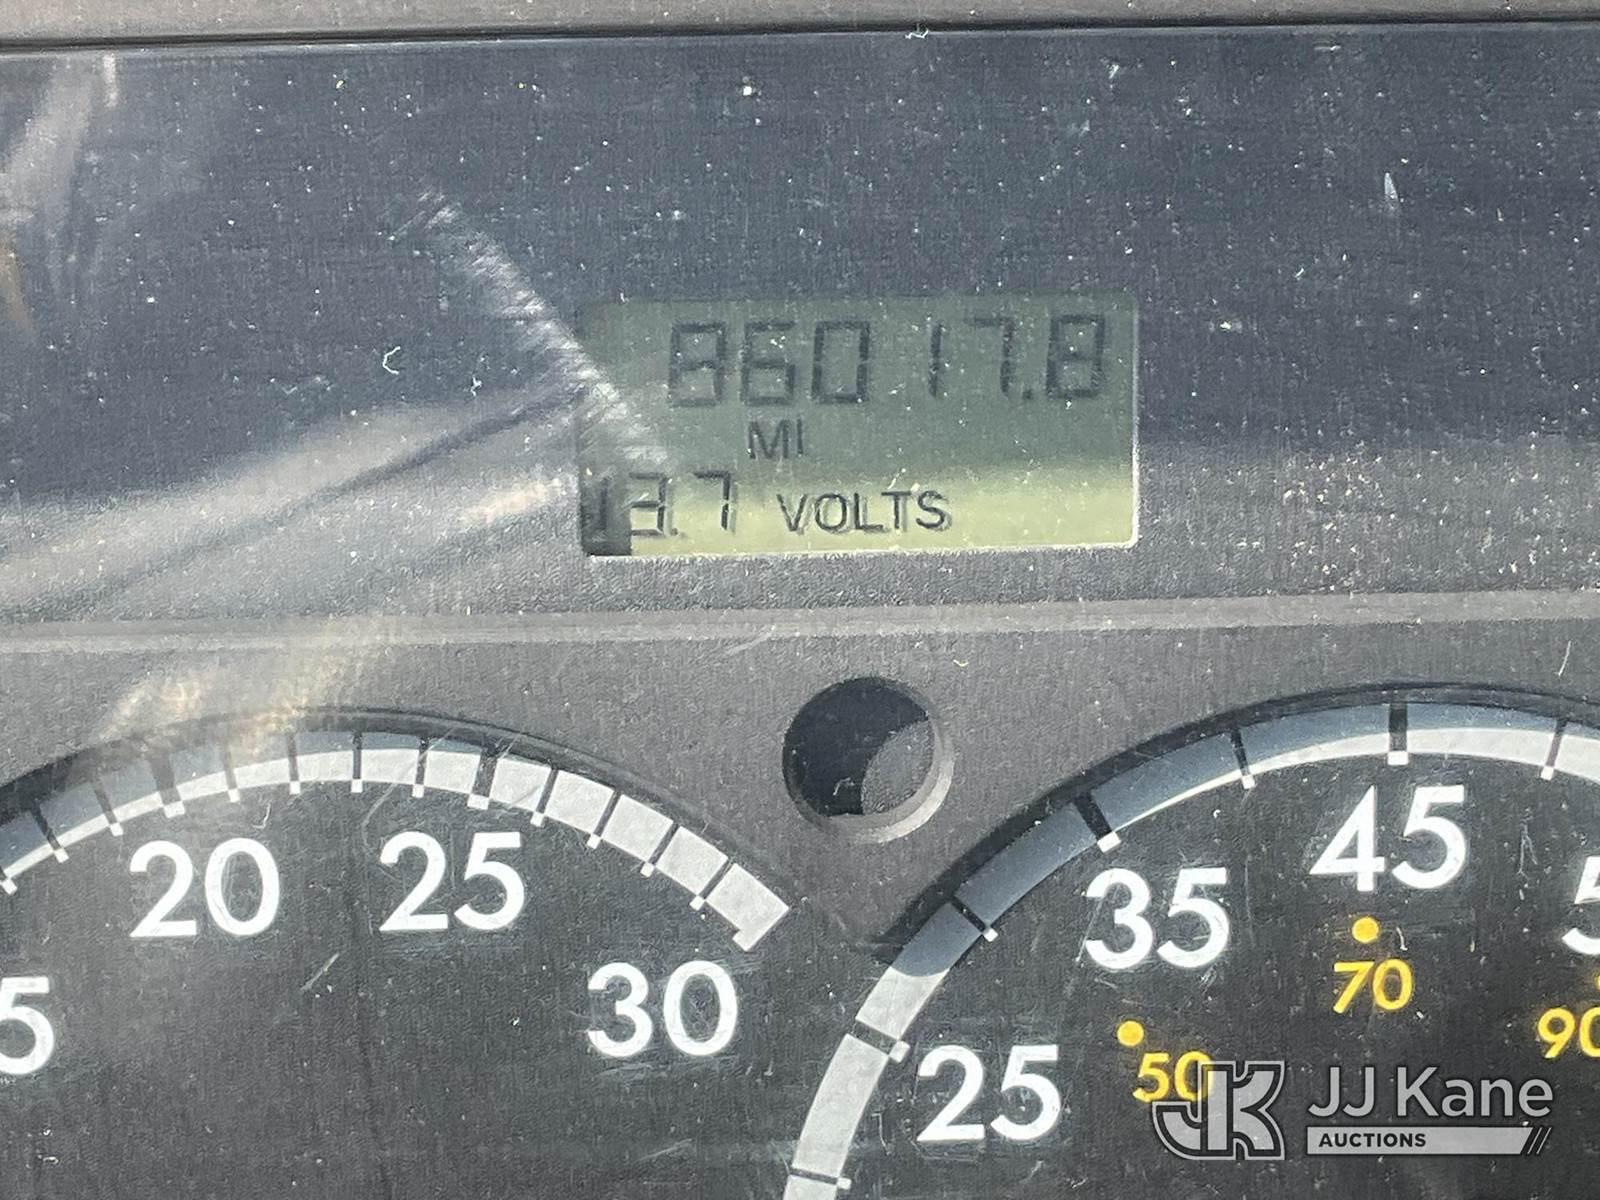 86017.8
MI
13.7 VOLTS
20 25 30
25 35 45
50 70 90
JJ Kane
AUCTIONS